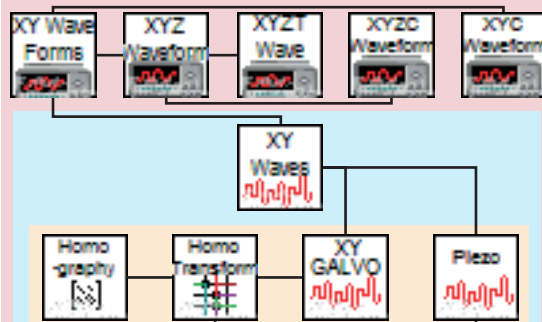 XY Wave
Forms
XYZ
Waveform
XYZT
Wave
XYZC
Waveform
XYC
Waveform
XY
Waves
Homo
-graphy
Homo
Transform
XY
GALVO
Piezo